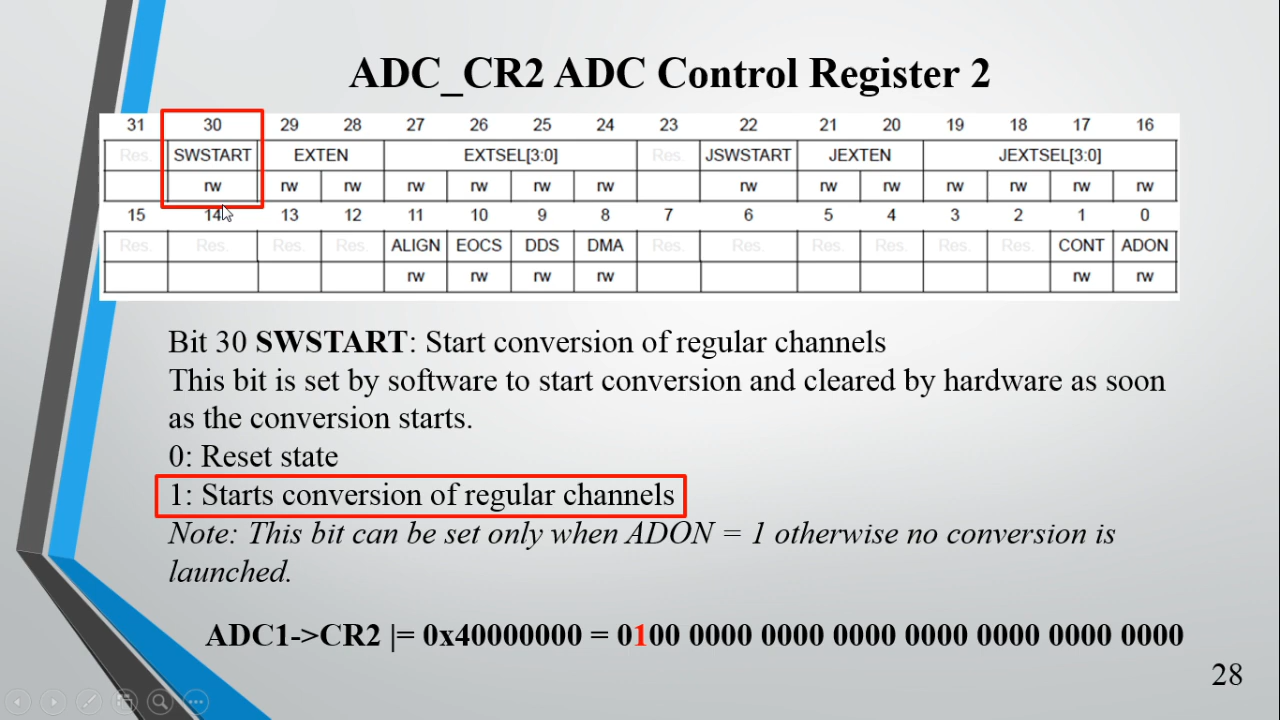 ADC_CR2 ADC Control Register 2
31 30 29 28 27 26 25 24 23 22 21 20 19 18 17 16
Res. SWSTART EXTEN EXTSEL[3:0] Res. JSWSTART JEXTEN JEXTSEL[3:0]
rw rw rw rw rw rw rw rw rw rw rw rw rw rw
15 14 13 12 11 10 9 8 7 6 5 4 3 2 1 0
Res. Res. Res. Res. ALIGN EOCS DDS DMA Res. Res. Res. Res. Res. Res. CONT ADON
rw rw rw rw rw rw
Bit 30 SWSTART: Start conversion of regular channels
This bit is set by software to start conversion and cleared by hardware as soon
as the conversion starts.
0: Reset state
1: Starts conversion of regular channels
Note: This bit can be set only when ADON = 1 otherwise no conversion is
launched.
ADC1->CR2 |= 0x40000000 = 0100 0000 0000 0000 0000 0000 0000 0000
28